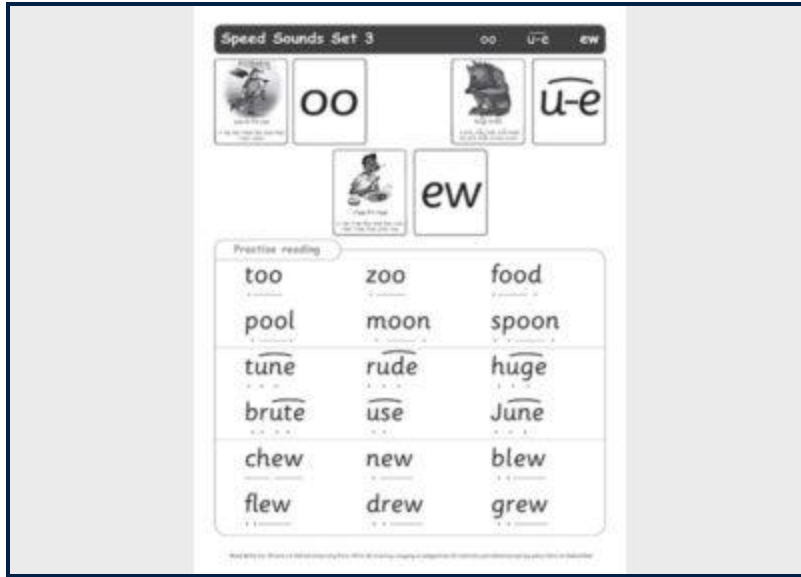 Speed Sounds Set 3 oo u-e ew
oo u-e
ew
Practise reading
too zoo food
pool moon spoon
tune rude huge
brute use June
chew new blew
flew drew grew